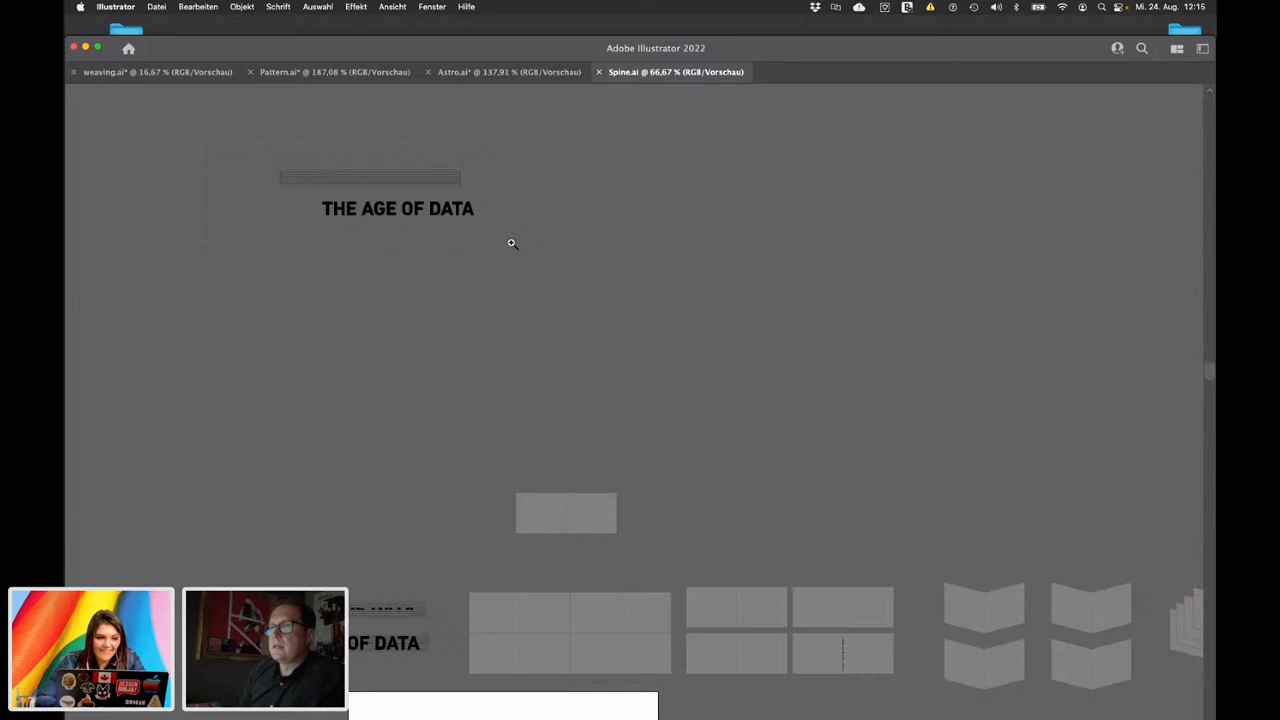 Illustrator Datei Bearbeiten Objekt Schrift Auswahl Effekt Ansicht Fenster Hilfe Mi. 24. Aug. 12:15
Adobe Illustrator 2022
weaving.ai* @ 16,67 % (RGB/Vorschau) Pattern.ai* @ 187,08 % (RGB/Vorschau) Astro.ai* @ 137,91 % (RGB/Vorschau) Spine.ai @ 66,67 % (RGB/Vorschau)
THE AGE OF DATA
OF DATA
DESIGN NINJA!